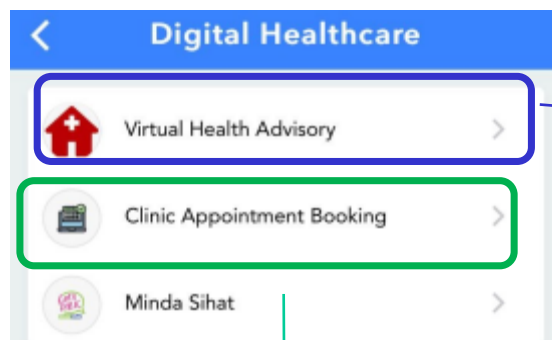 Digital Healthcare
Virtual Health Advisory
Clinic Appointment Booking
Minda Sihat